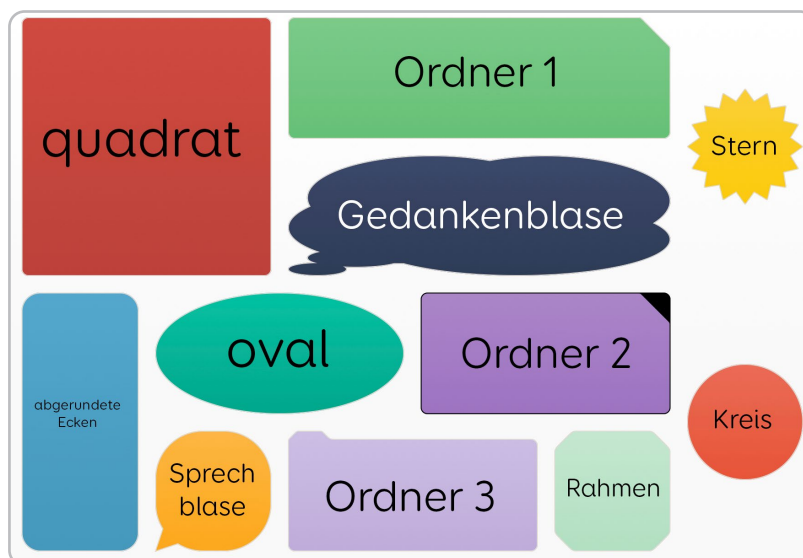 quadrat
Ordner 1
Stern
Gedankenblase
oval
Ordner 2
abgerundete
Ecken
Kreis
Sprech
blase
Ordner 3
Rahmen